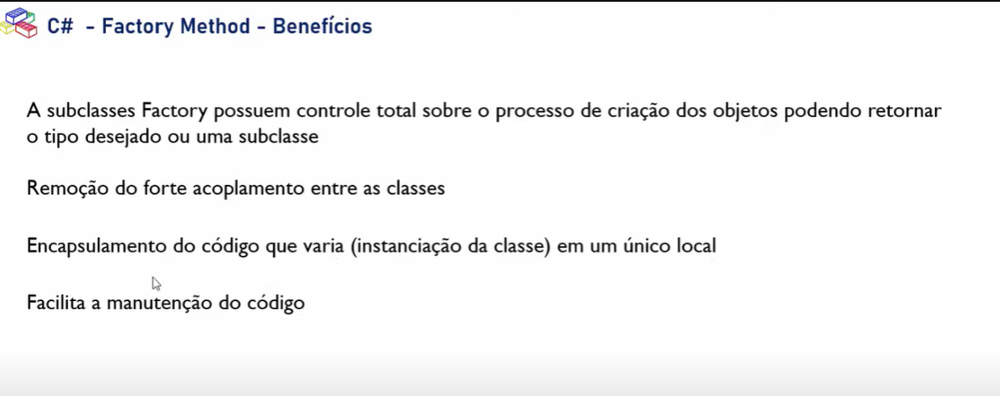 C# - Factory Method - Benefícios
A subclasses Factory possuem controle total sobre o processo de criação dos objetos podendo retornar
o tipo desejado ou uma subclasse
Remoção do forte acoplamento entre as classes
Encapsulamento do código que varia (instanciação da classe) em um único local
Facilita a manutenção do código